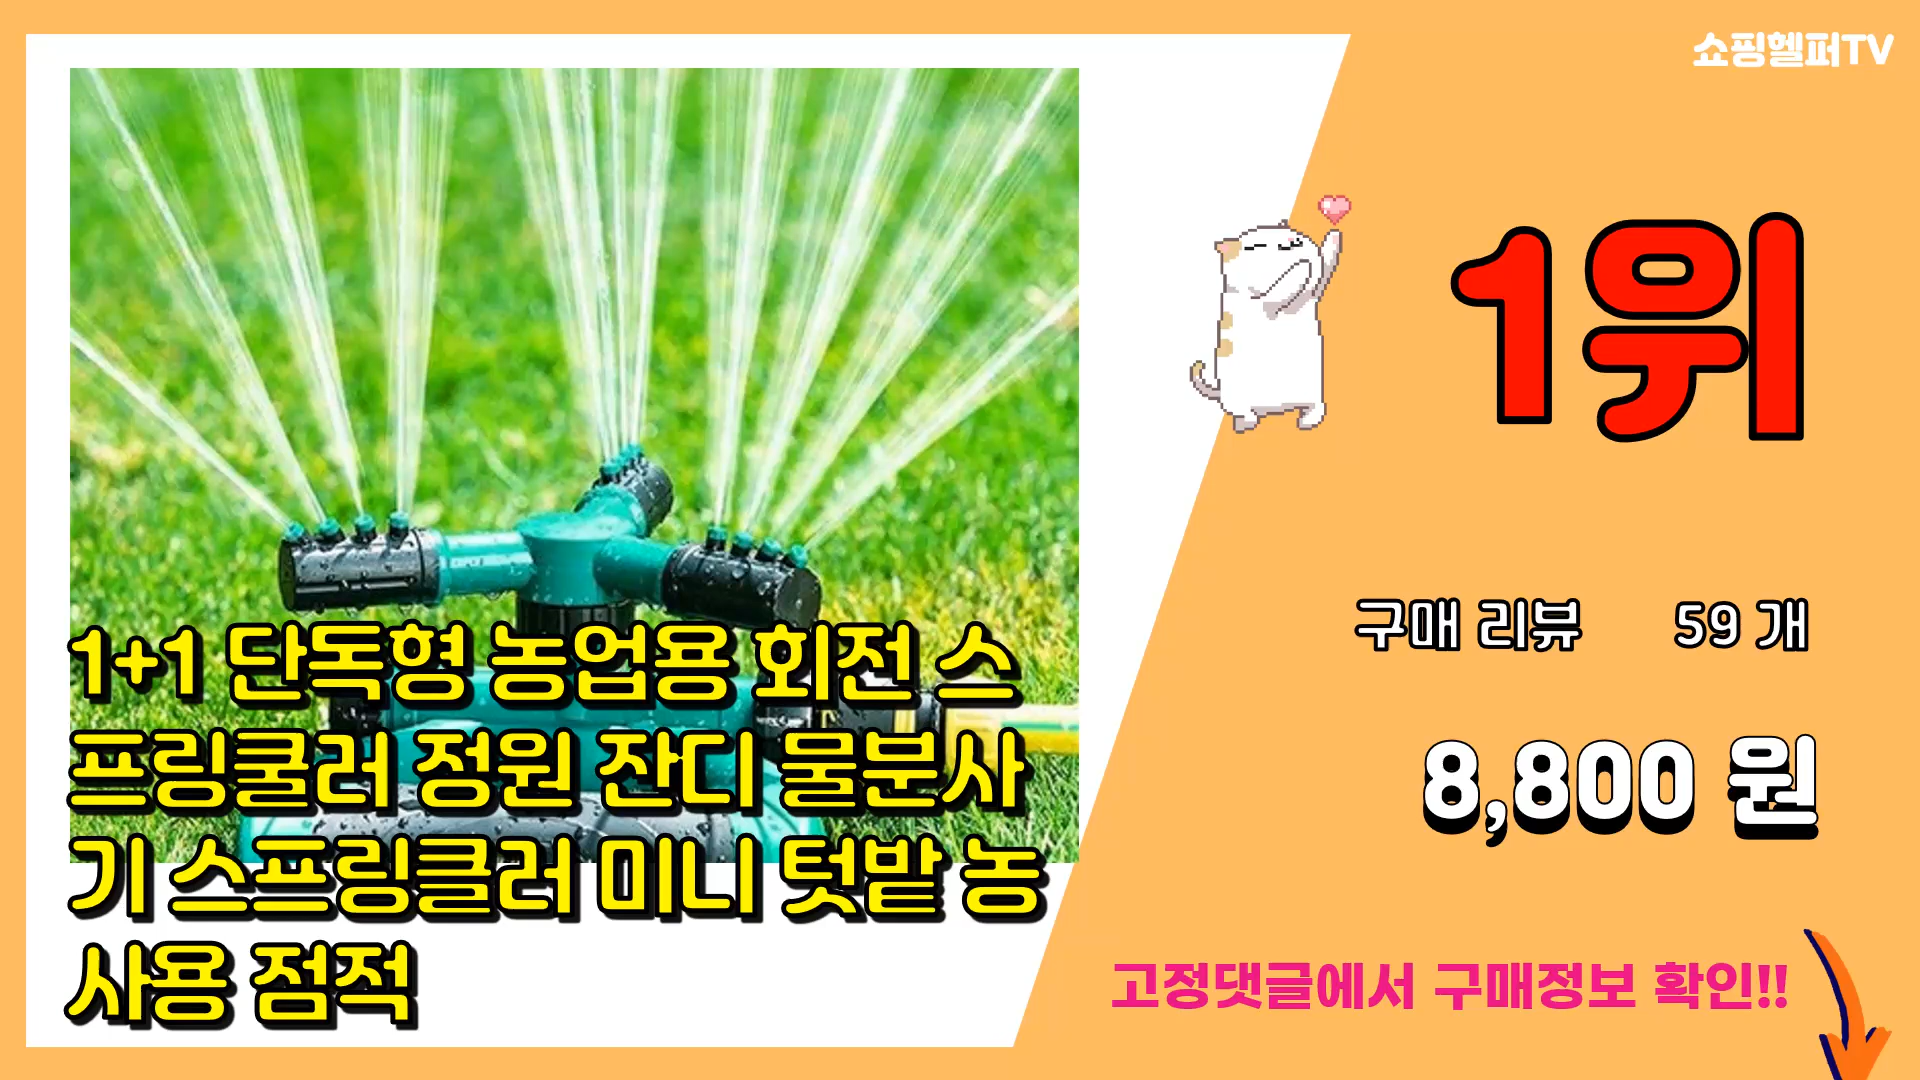 쇼핑헬퍼TV
1위
구매 리뷰 59 개
8,800 원
1+1 단독형 농업용 회전 스
프링쿨러 정원 잔디 물분사
기 스프링클러 미니 텃밭 농
사용 점적
고정댓글에서 구매정보 확인!!